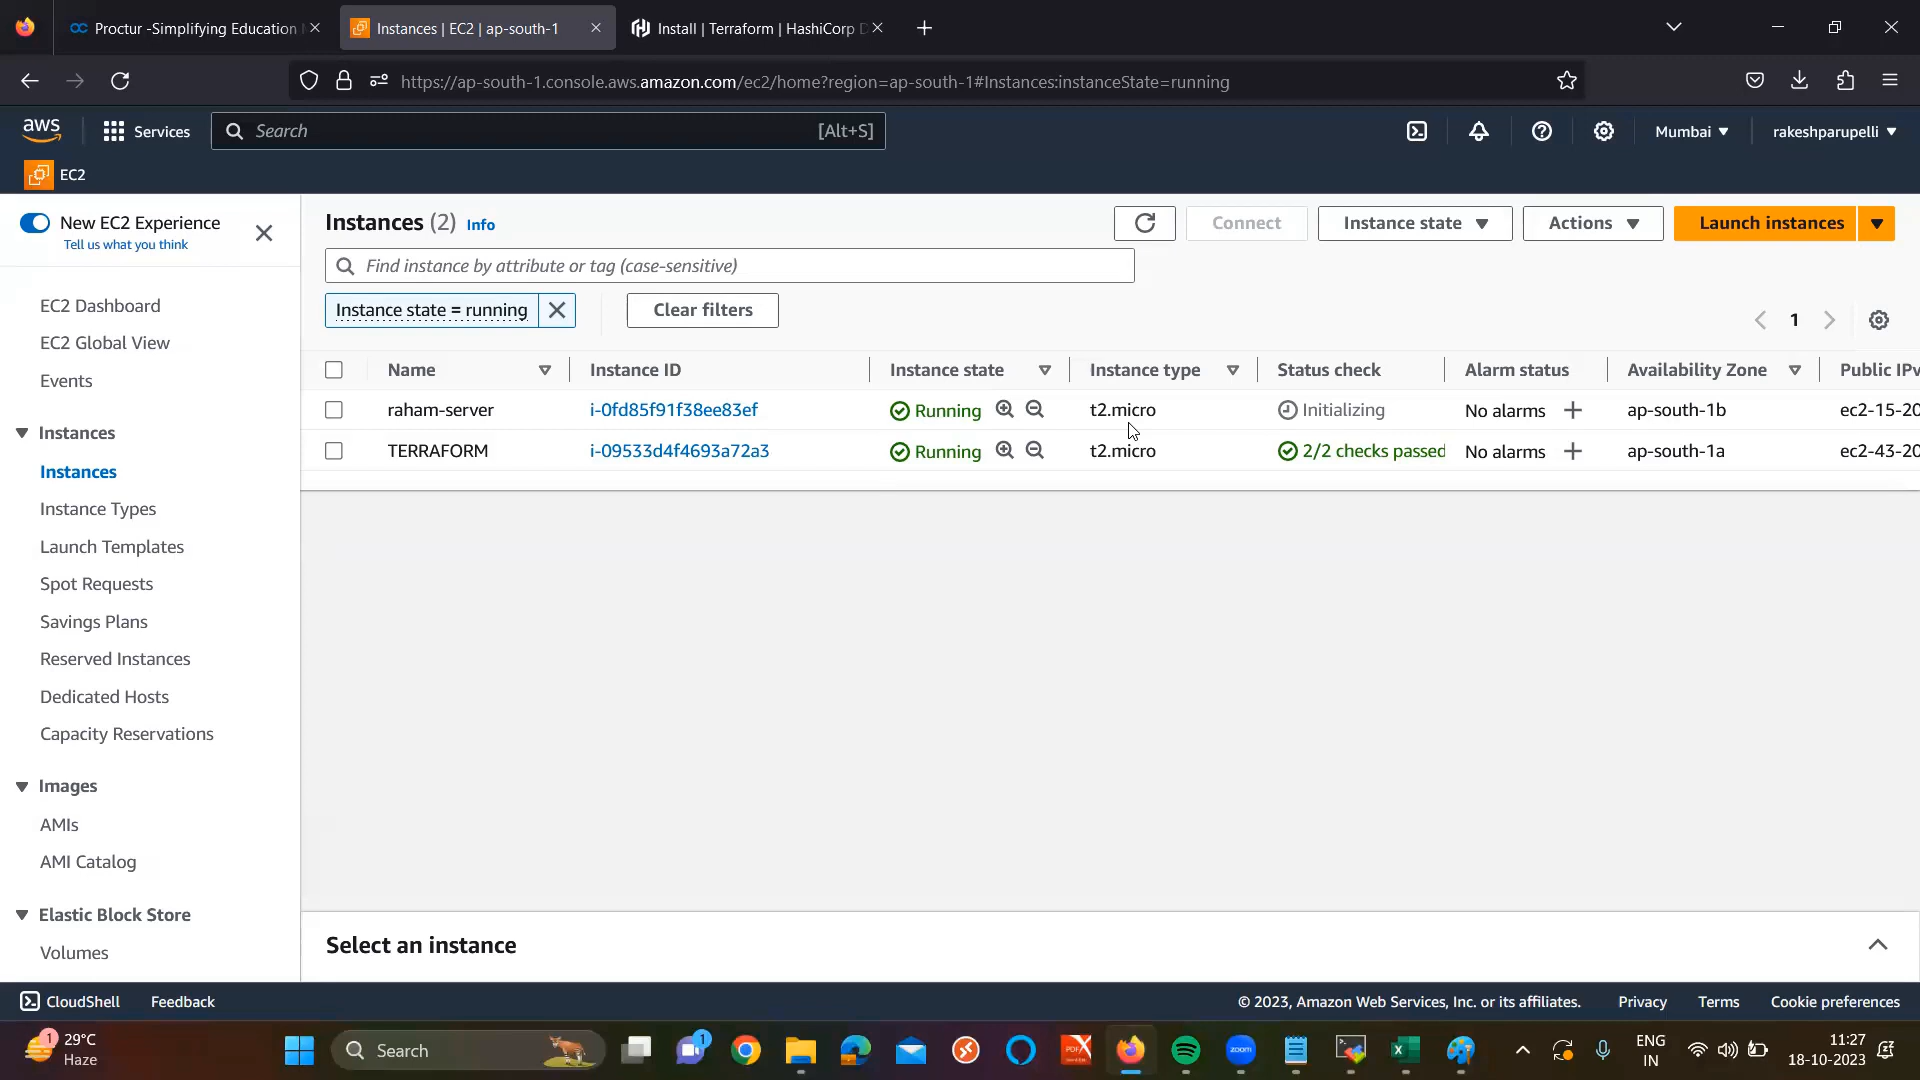 Proctur -Simplifying Education
Instances | EC2 | ap-south-1
Install | Terraform | HashiCorp D
https://ap-south-1.console.aws.amazon.com/ec2/home?region=ap-south-1#Instances:instanceState=running
aws
Services
Search
[Alt+S]
Mumbai
rakeshparupelli
EC2
New EC2 Experience
Tell us what you think
EC2 Dashboard
EC2 Global View
Events
Instances
Instances
Instance Types
Launch Templates
Spot Requests
Savings Plans
Reserved Instances
Dedicated Hosts
Capacity Reservations
Images
AMIs
AMI Catalog
Elastic Block Store
Volumes
Instances (2) Info
Connect
Instance state
Actions
Launch instances
Find instance by attribute or tag (case-sensitive)
Instance state = running
Clear filters
1
Name Instance ID Instance state Instance type Status check Alarm status Availability Zone Public IPv
raham-server i-0fd85f91f38ee83ef Running t2.micro Initializing No alarms ap-south-1b ec2-15-20
TERRAFORM i-09533d4f4693a72a3 Running t2.micro 2/2 checks passed No alarms ap-south-1a ec2-43-20
Select an instance
CloudShell
Feedback
© 2023, Amazon Web Services, Inc. or its affiliates.
Privacy
Terms
Cookie preferences
1
29°C
Haze
Search
1
zoom
ENG
IN
11:27
18-10-2023